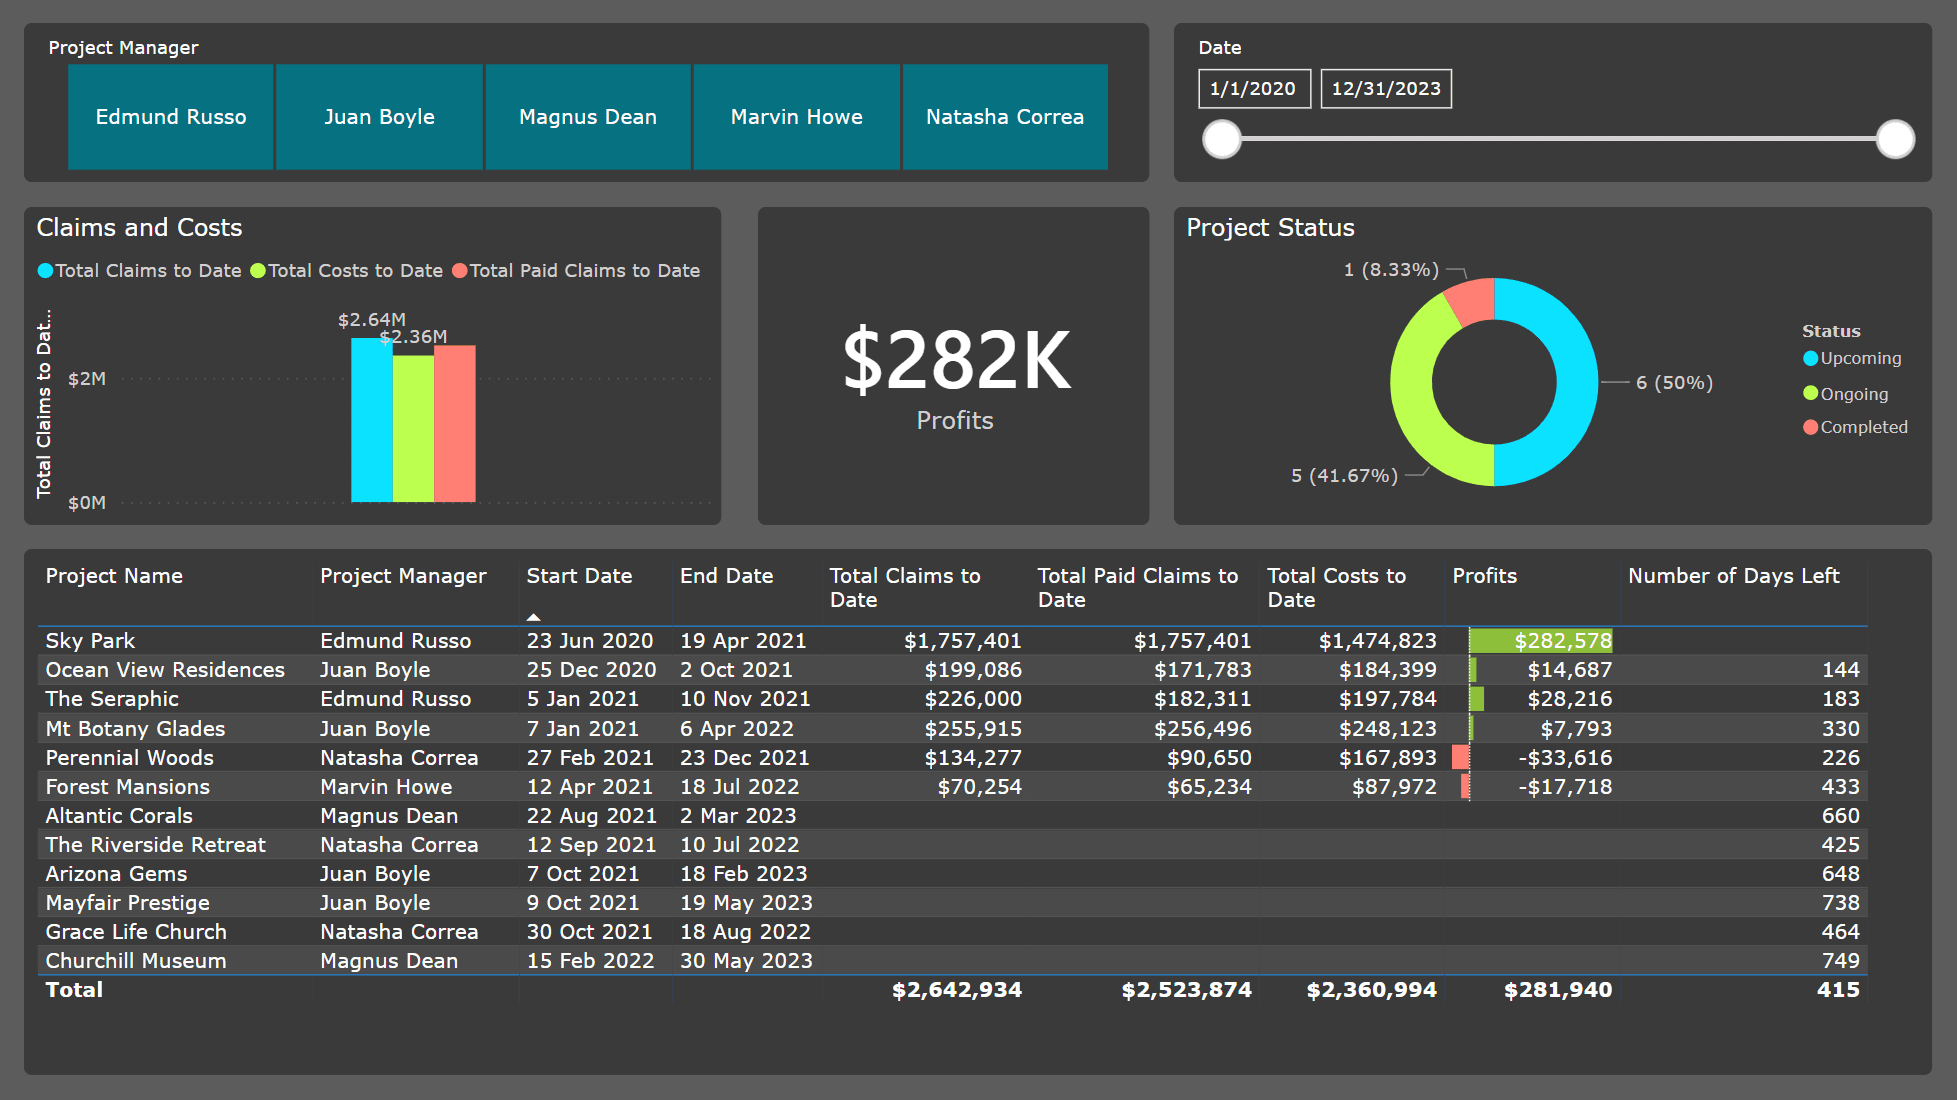 Project Manager
Edmund Russo Juan Boyle Magnus Dean Marvin Howe Natasha Correa
Date
1/1/2020 12/31/2023
Claims and Costs
Total Claims to Date Total Costs to Date Total Paid Claims to Date
Total Claims to Dat...
$2.64M
$2.36M
$2M
$0M
$282K
Profits
Project Status
1 (8.33%)
6 (50%)
5 (41.67%)
Status
Upcoming
Ongoing
Completed
Project Name Project Manager Start Date End Date Total Claims to Date Total Paid Claims to Date Total Costs to Date Profits Number of Days Left
Sky Park Edmund Russo 23 Jun 2020 19 Apr 2021 $1,757,401 $1,757,401 $1,474,823 $282,578
Ocean View Residences Juan Boyle 25 Dec 2020 2 Oct 2021 $199,086 $171,783 $184,399 $14,687 144
The Seraphic Edmund Russo 5 Jan 2021 10 Nov 2021 $226,000 $182,311 $197,784 $28,216 183
Mt Botany Glades Juan Boyle 7 Jan 2021 6 Apr 2022 $255,915 $256,496 $248,123 $7,793 330
Perennial Woods Natasha Correa 27 Feb 2021 23 Dec 2021 $134,277 $90,650 $167,893 -$33,616 226
Forest Mansions Marvin Howe 12 Apr 2021 18 Jul 2022 $70,254 $65,234 $87,972 -$17,718 433
Altantic Corals Magnus Dean 22 Aug 2021 2 Mar 2023 660
The Riverside Retreat Natasha Correa 12 Sep 2021 10 Jul 2022 425
Arizona Gems Juan Boyle 7 Oct 2021 18 Feb 2023 648
Mayfair Prestige Juan Boyle 9 Oct 2021 19 May 2023 738
Grace Life Church Natasha Correa 30 Oct 2021 18 Aug 2022 464
Churchill Museum Magnus Dean 15 Feb 2022 30 May 2023 749
Total $2,642,934 $2,523,874 $2,360,994 $281,940 415